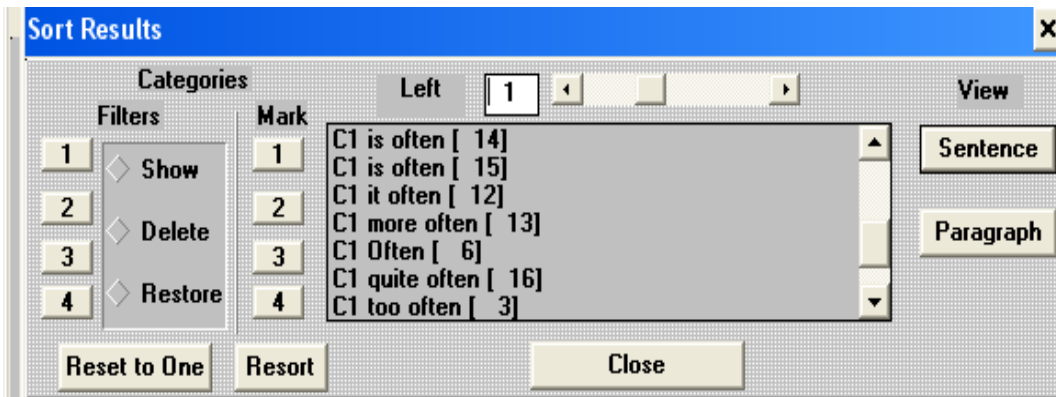 Sort Results
x
Categories
Left 1
View
Filters
Mark
1
2
3
4
Show
Delete
Restore
1
2
3
4
C1 is often [ 14]
C1 is often [ 15]
C1 it often [ 12]
C1 more often [ 13]
C1 Often [ 6]
C1 quite often [ 16]
C1 too often [ 3]
Sentence
Paragraph
Reset to One
Resort
Close